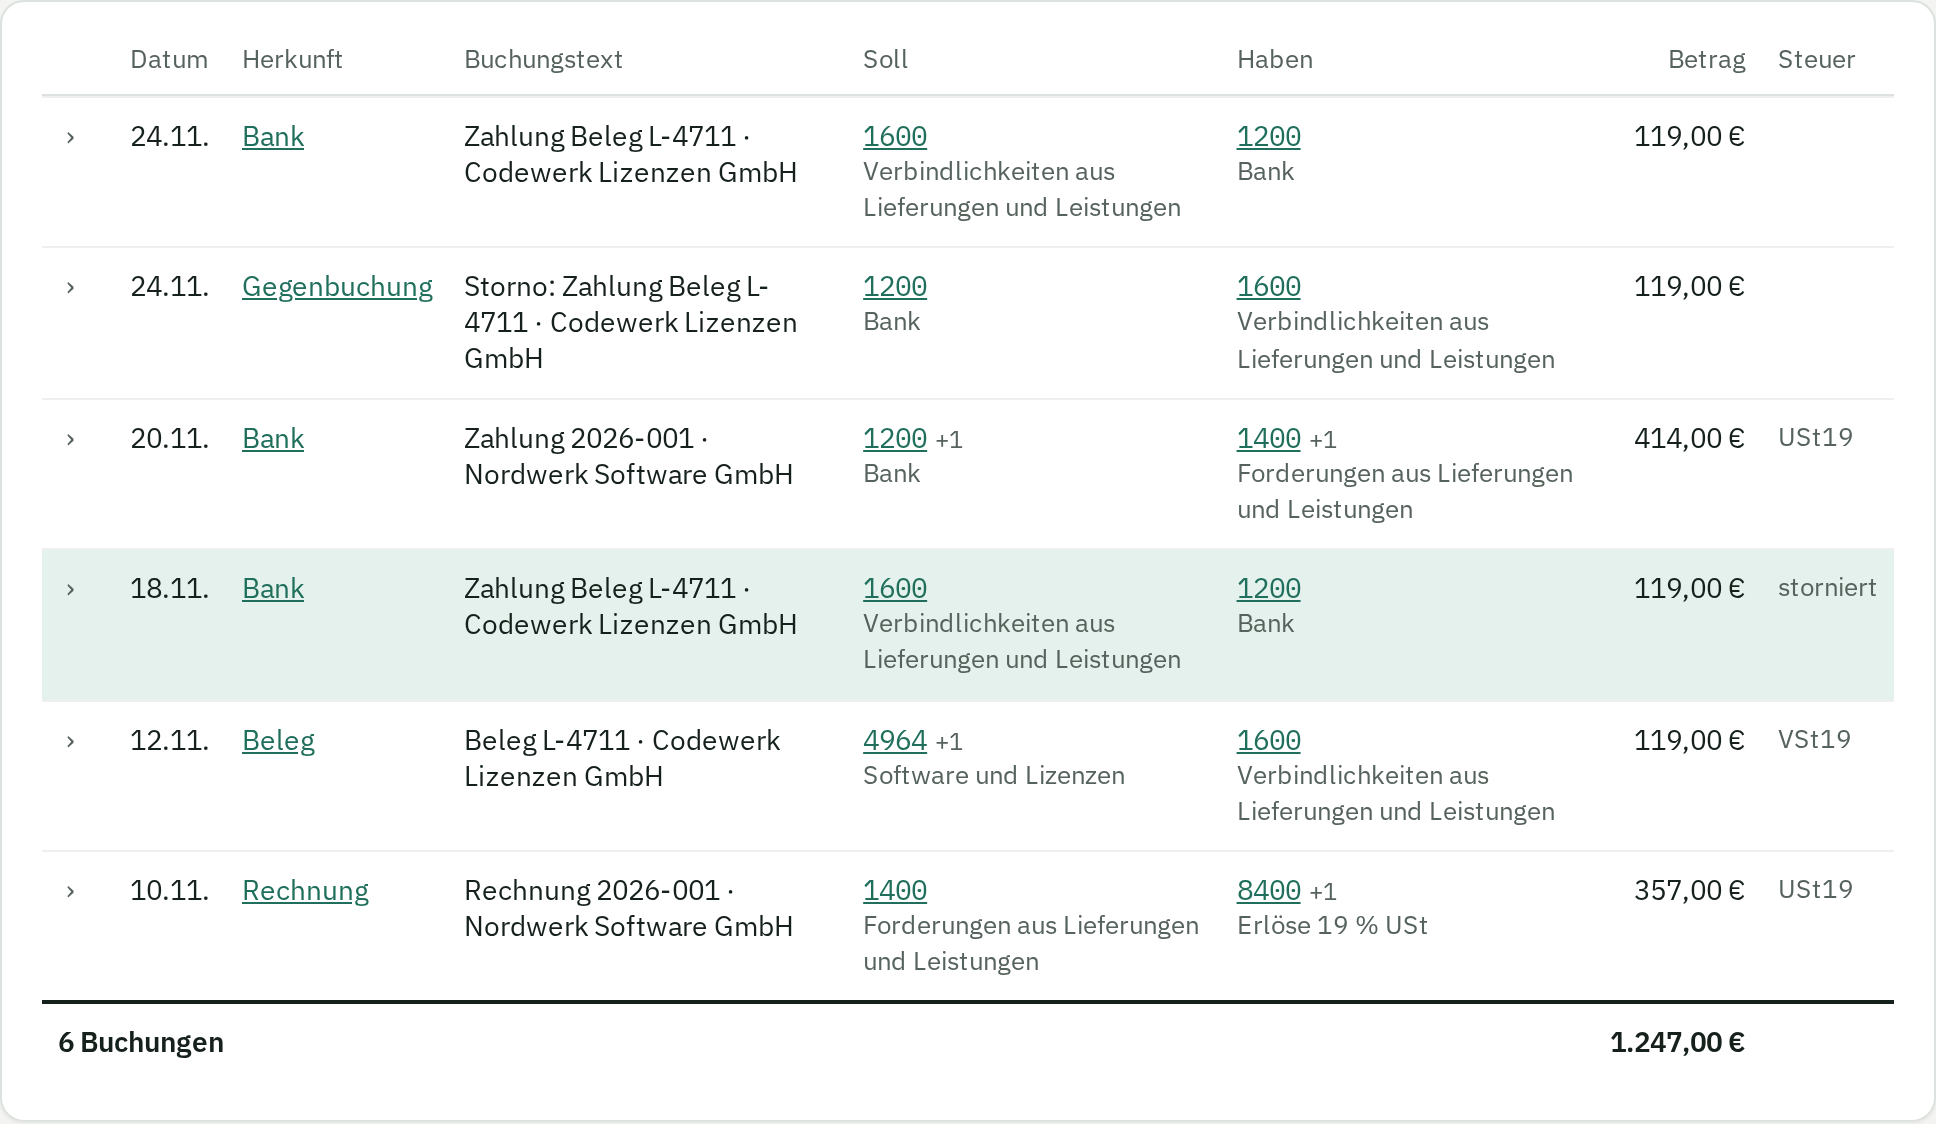 Datum Herkunft Buchungstext Soll Haben Betrag Steuer
› 24.11. Bank Zahlung Beleg L-4711 · 1600 1200 119,00 €
Codewerk Lizenzen GmbH Verbindlichkeiten aus Bank
Lieferungen und Leistungen
› 24.11. Gegenbuchung Storno: Zahlung Beleg L- 1200 1600 119,00 €
4711 · Codewerk Lizenzen Bank Verbindlichkeiten aus
GmbH Lieferungen und Leistungen
› 20.11. Bank Zahlung 2026-001 · 1200 +1 1400 +1 414,00 € USt19
Nordwerk Software GmbH Bank Forderungen aus Lieferungen
und Leistungen
› 18.11. Bank Zahlung Beleg L-4711 · 1600 1200 119,00 € storniert
Codewerk Lizenzen GmbH Verbindlichkeiten aus Bank
Lieferungen und Leistungen
› 12.11. Beleg Beleg L-4711 · Codewerk 4964 +1 1600 119,00 € VSt19
Lizenzen GmbH Software und Lizenzen Verbindlichkeiten aus
Lieferungen und Leistungen
› 10.11. Rechnung Rechnung 2026-001 · 1400 8400 +1 357,00 € USt19
Nordwerk Software GmbH Forderungen aus Lieferungen Erlöse 19 % USt
und Leistungen
6 Buchungen 1.247,00 €